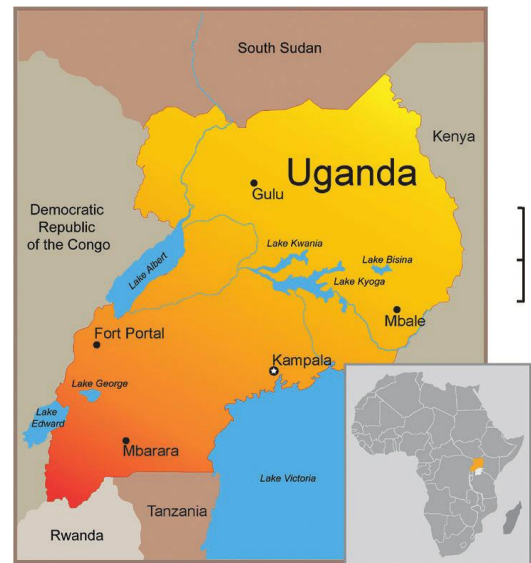 South Sudan
Kenya
Uganda
Gulu
Democratic
Republic
of the Congo
Lake Kwania
Lake Bisina
Lake Albert
Lake Kyoga
Mbale
Fort Portal
Kampala
Lake George
Lake
Edward
Mbarara
Lake Victoria
Tanzania
Rwanda